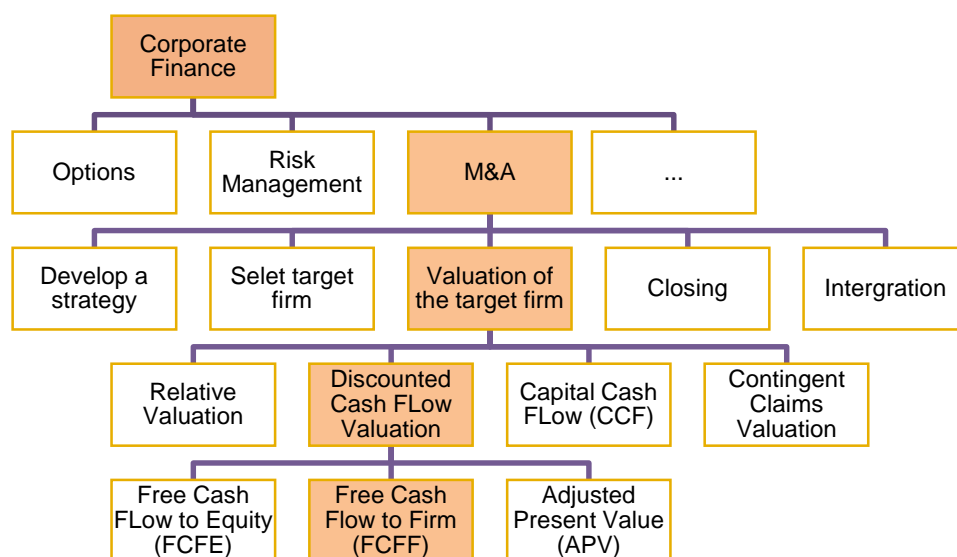 Corporate
Finance
Options
Risk
Management
M&A
...
Develop a
strategy
Selet target
firm
Valuation of
the target firm
Closing
Intergration
Relative
Valuation
Discounted
Cash FLow
Valuation
Capital Cash
FLow (CCF)
Contingent
Claims
Valuation
Free Cash
FLow to Equity
(FCFE)
Free Cash
Flow to Firm
(FCFF)
Adjusted
Present Value
(APV)